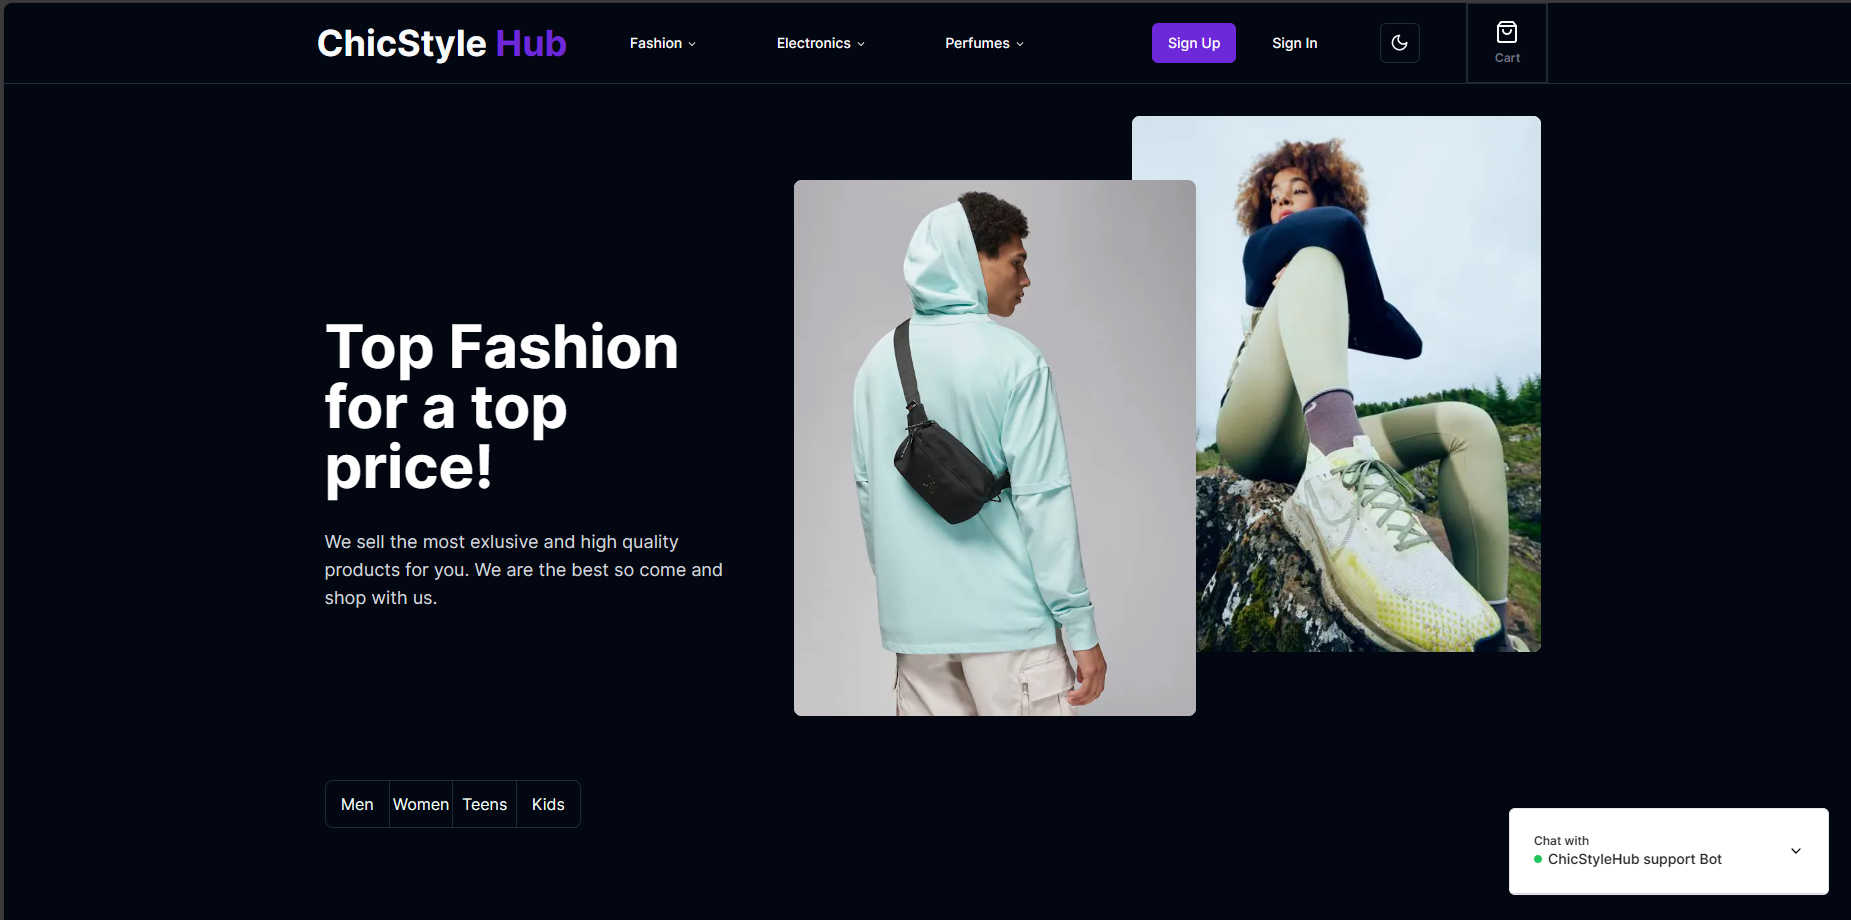 ChicStyle Hub
Fashion
Electronics
Perfumes
Sign Up
Sign In
Cart
Top Fashion
for a top
price!
We sell the most exlusive and high quality
products for you. We are the best so come and
shop with us.
Men Women Teens Kids
Chat with
ChicStyleHub support Bot